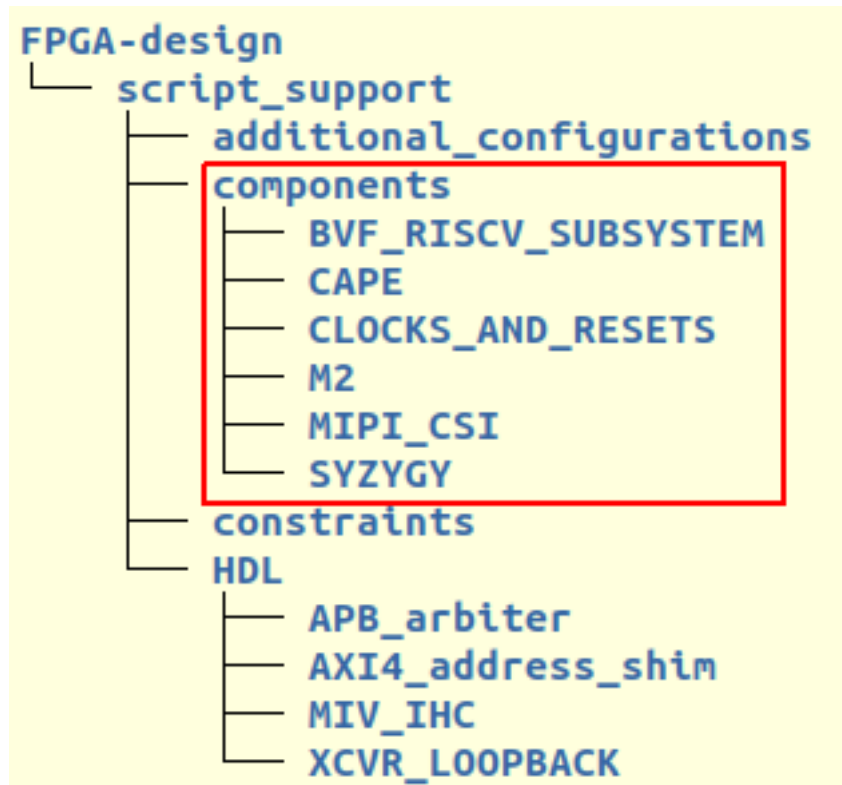 FPGA-design
script_support
additional_configurations
components
BVF_RISCV_SUBSYSTEM
CAPE
CLOCKS_AND_RESETS
M2
MIPI_CSI
SYZYGY
constraints
HDL
APB_arbiter
AXI4_address_shim
MIV_IHC
XCVR_LOOPBACK